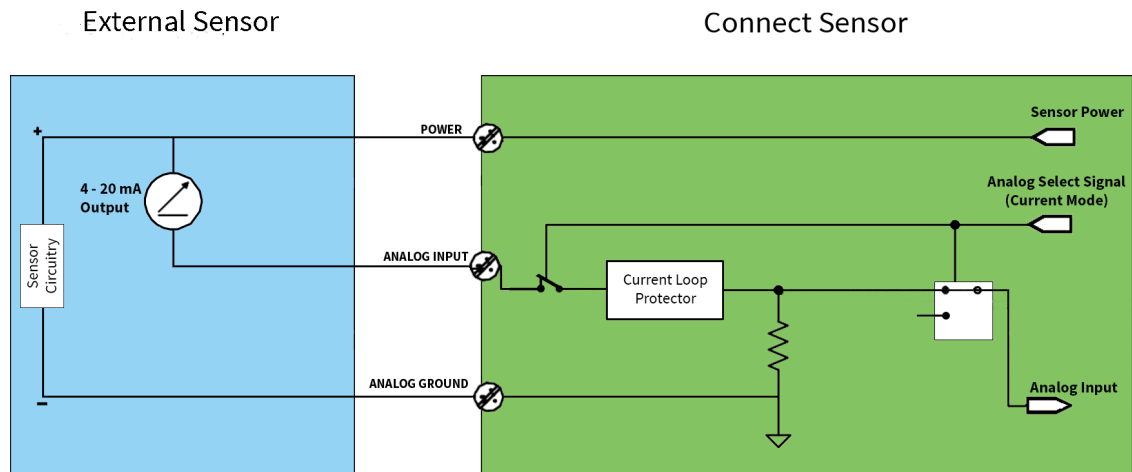 External Sensor
Connect Sensor
+
POWER
Sensor Power
4 - 20 mA
Output
Analog Select Signal
(Current Mode)
Sensor
Circuitry
ANALOG INPUT
Current Loop
Protector
ANALOG GROUND
Analog Input
–